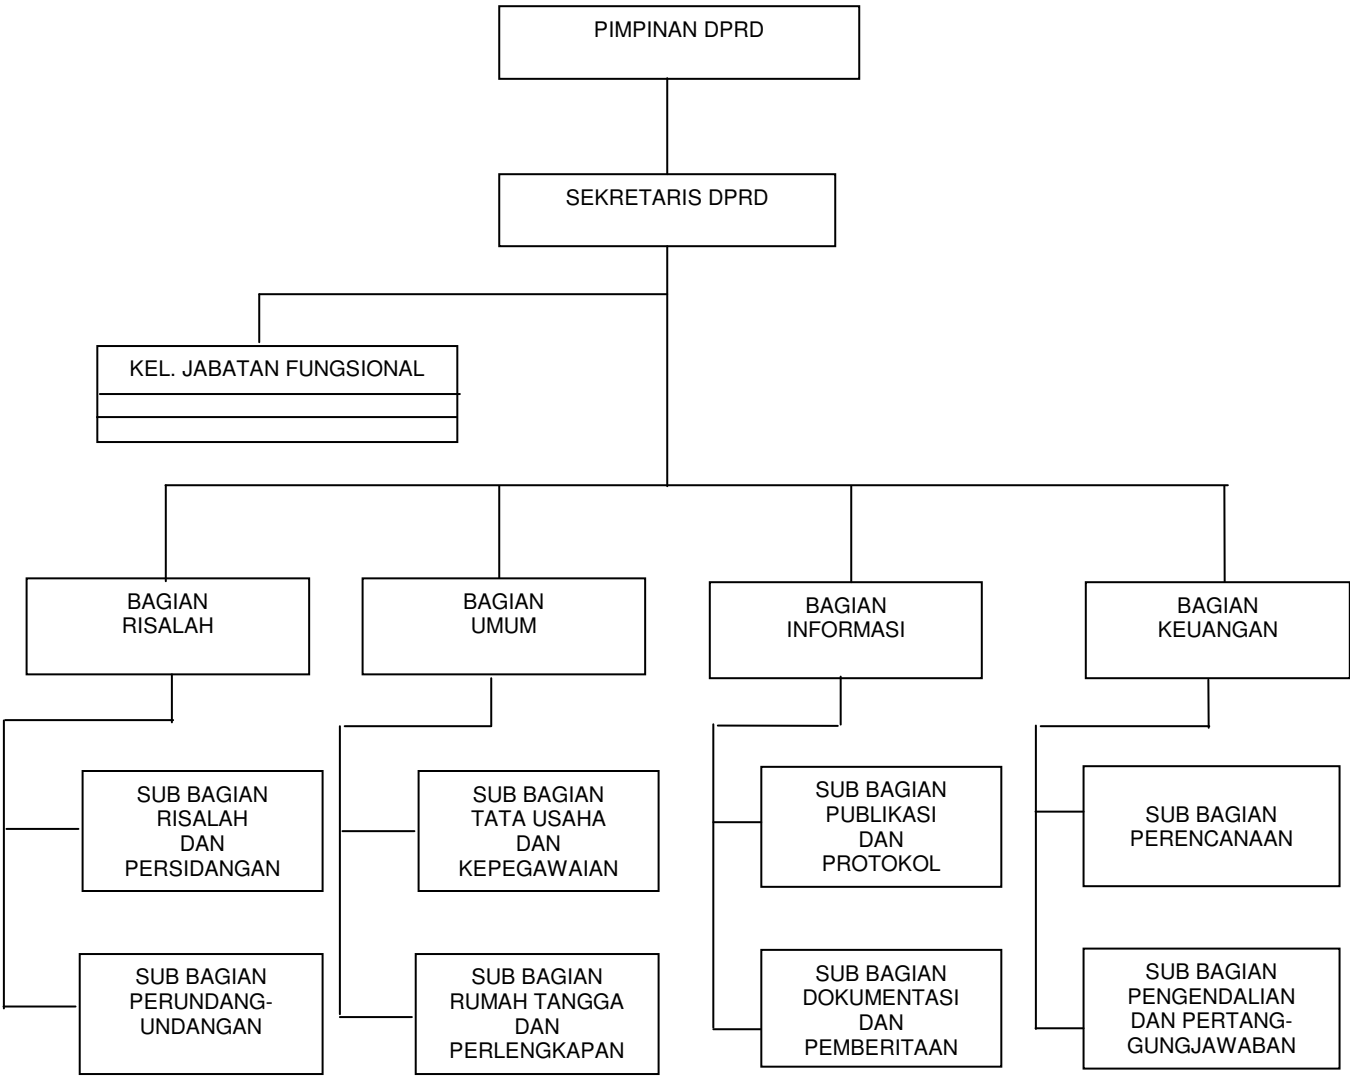 PIMPINAN DPRD
SEKRETARIS DPRD
KEL. JABATAN FUNGSIONAL
BAGIAN
RISALAH
BAGIAN
UMUM
BAGIAN
INFORMASI
BAGIAN
KEUANGAN
SUB BAGIAN
RISALAH
DAN
PERSIDANGAN
SUB BAGIAN
TATA USAHA
DAN
KEPEGAWAIAN
SUB BAGIAN
PUBLIKASI
DAN
PROTOKOL
SUB BAGIAN
PERENCANAAN
SUB BAGIAN
PERUNDANG-
UNDANGAN
SUB BAGIAN
RUMAH TANGGA
DAN
PERLENGKAPAN
SUB BAGIAN
DOKUMENTASI
DAN
PEMBERITAAN
SUB BAGIAN
PENGENDALIAN
DAN PERTANG-
GUNGJAWABAN